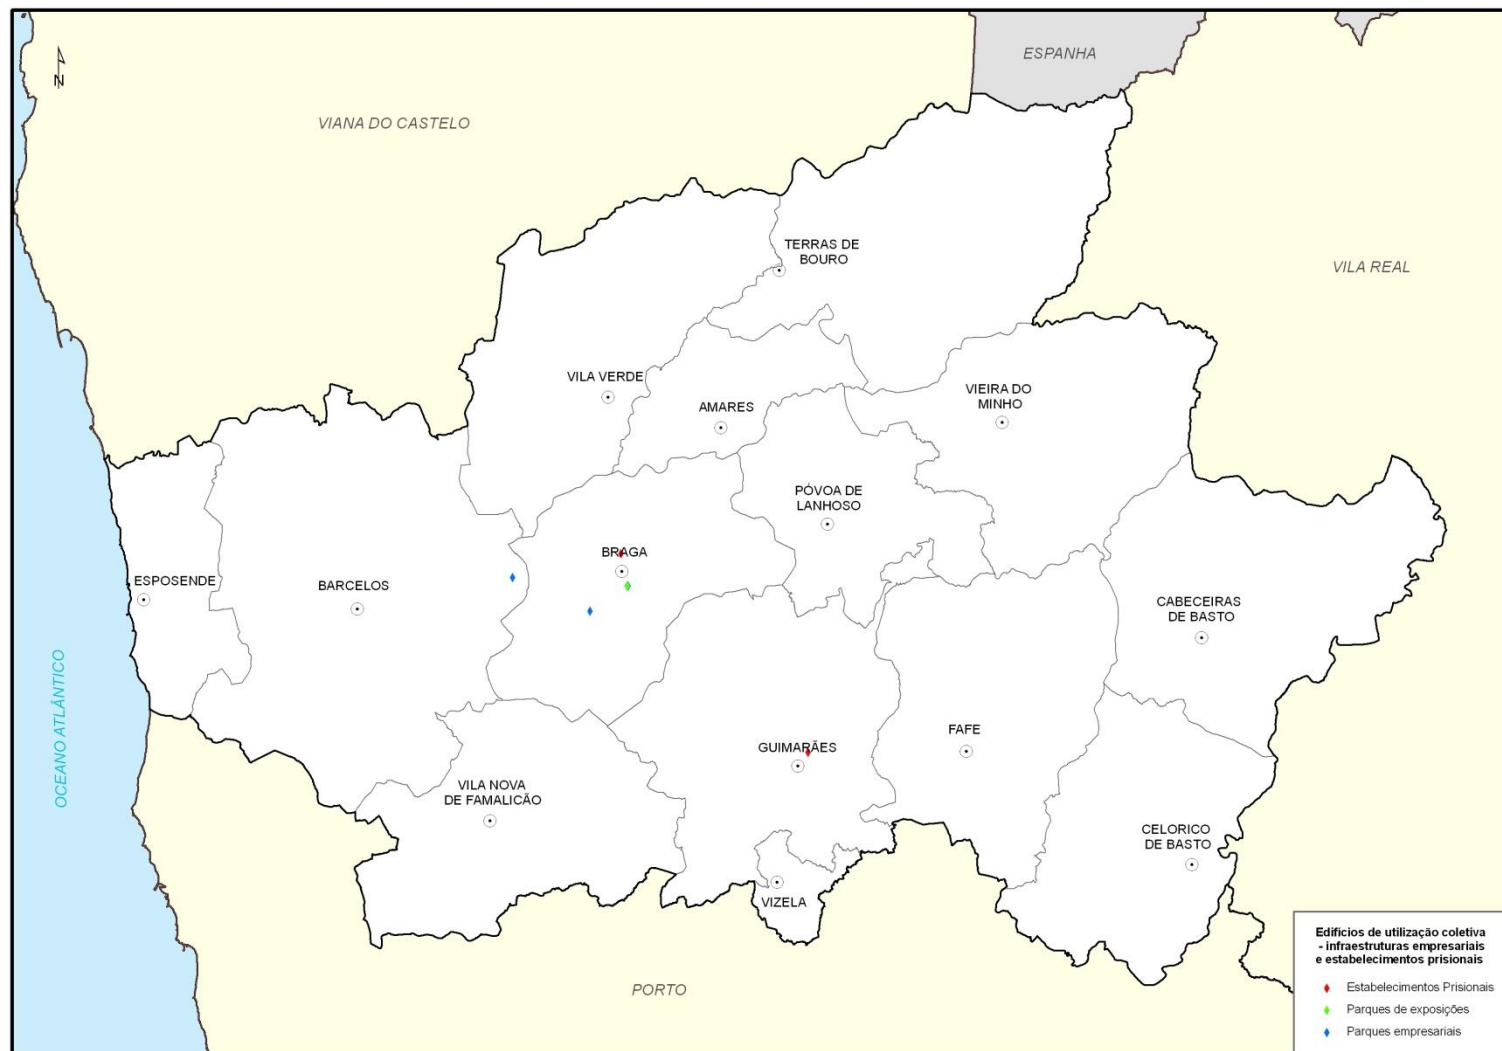 ESPANHA
N
VIANA DO CASTELO
TERRAS DE
BOURO
VILA REAL
VILA VERDE
VIEIRA DO
MINHO
AMARES
PÓVOA DE
LANHOSO
BRAGA
ESPOSENDE
BARCELOS
CABECEIRAS
DE BASTO
OCEANO ATLÂNTICO
FAFE
GUIMARÃES
VILA NOVA
DE FAMALICÃO
CELORICO
DE BASTO
VIZELA
PORTO
Edifícios de utilização coletiva
- infraestruturas empresariais
e estabelecimentos prisionais
Estabelecimentos Prisionais
Parques de exposições
Parques empresariais